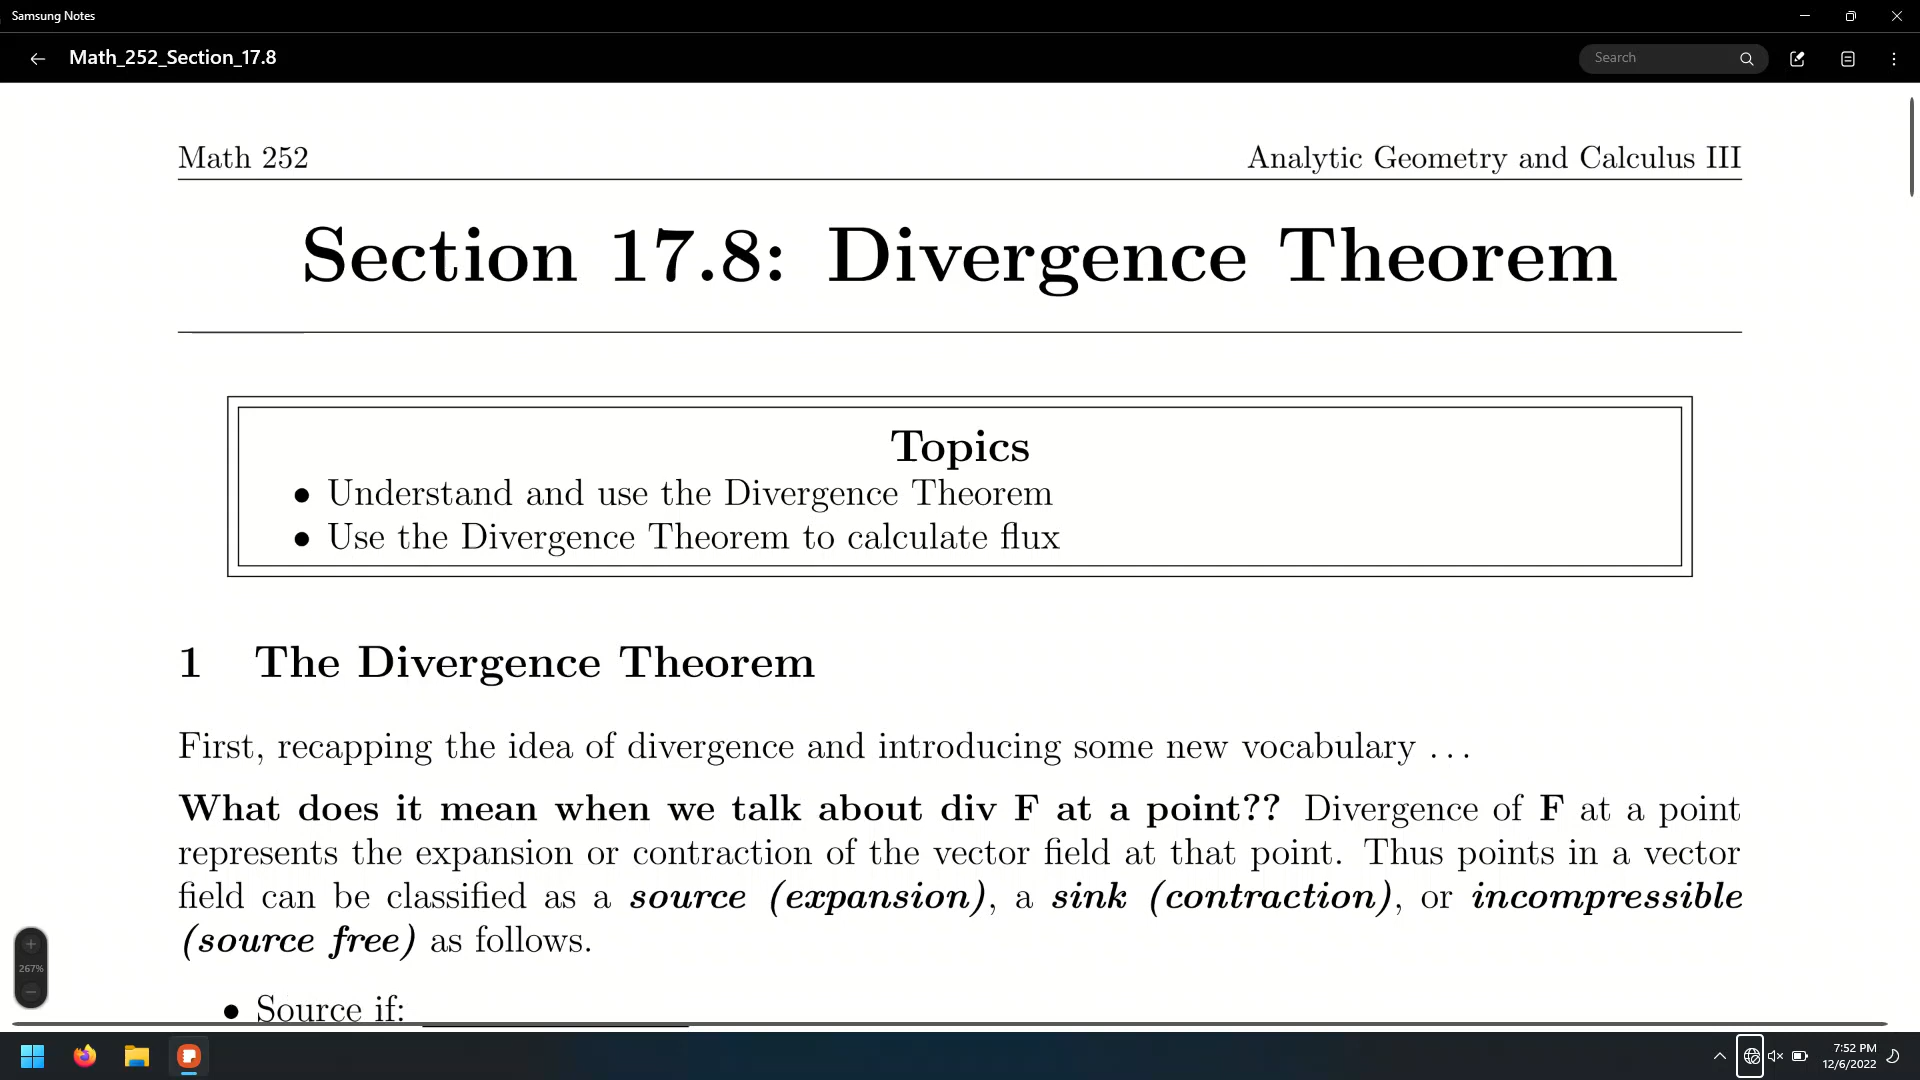 Samsung Notes
Math_252_Section_17.8
Search
Math 252
Analytic Geometry and Calculus III
Section 17.8: Divergence Theorem
Topics
• Understand and use the Divergence Theorem
• Use the Divergence Theorem to calculate flux
1 The Divergence Theorem
First, recapping the idea of divergence and introducing some new vocabulary ...
What does it mean when we talk about div F at a point?? Divergence of F at a point
represents the expansion or contraction of the vector field at that point. Thus points in a vector
field can be classified as a source (expansion), a sink (contraction), or incompressible
(source free) as follows.
267%
• Source if:
7:52 PM
12/6/2022